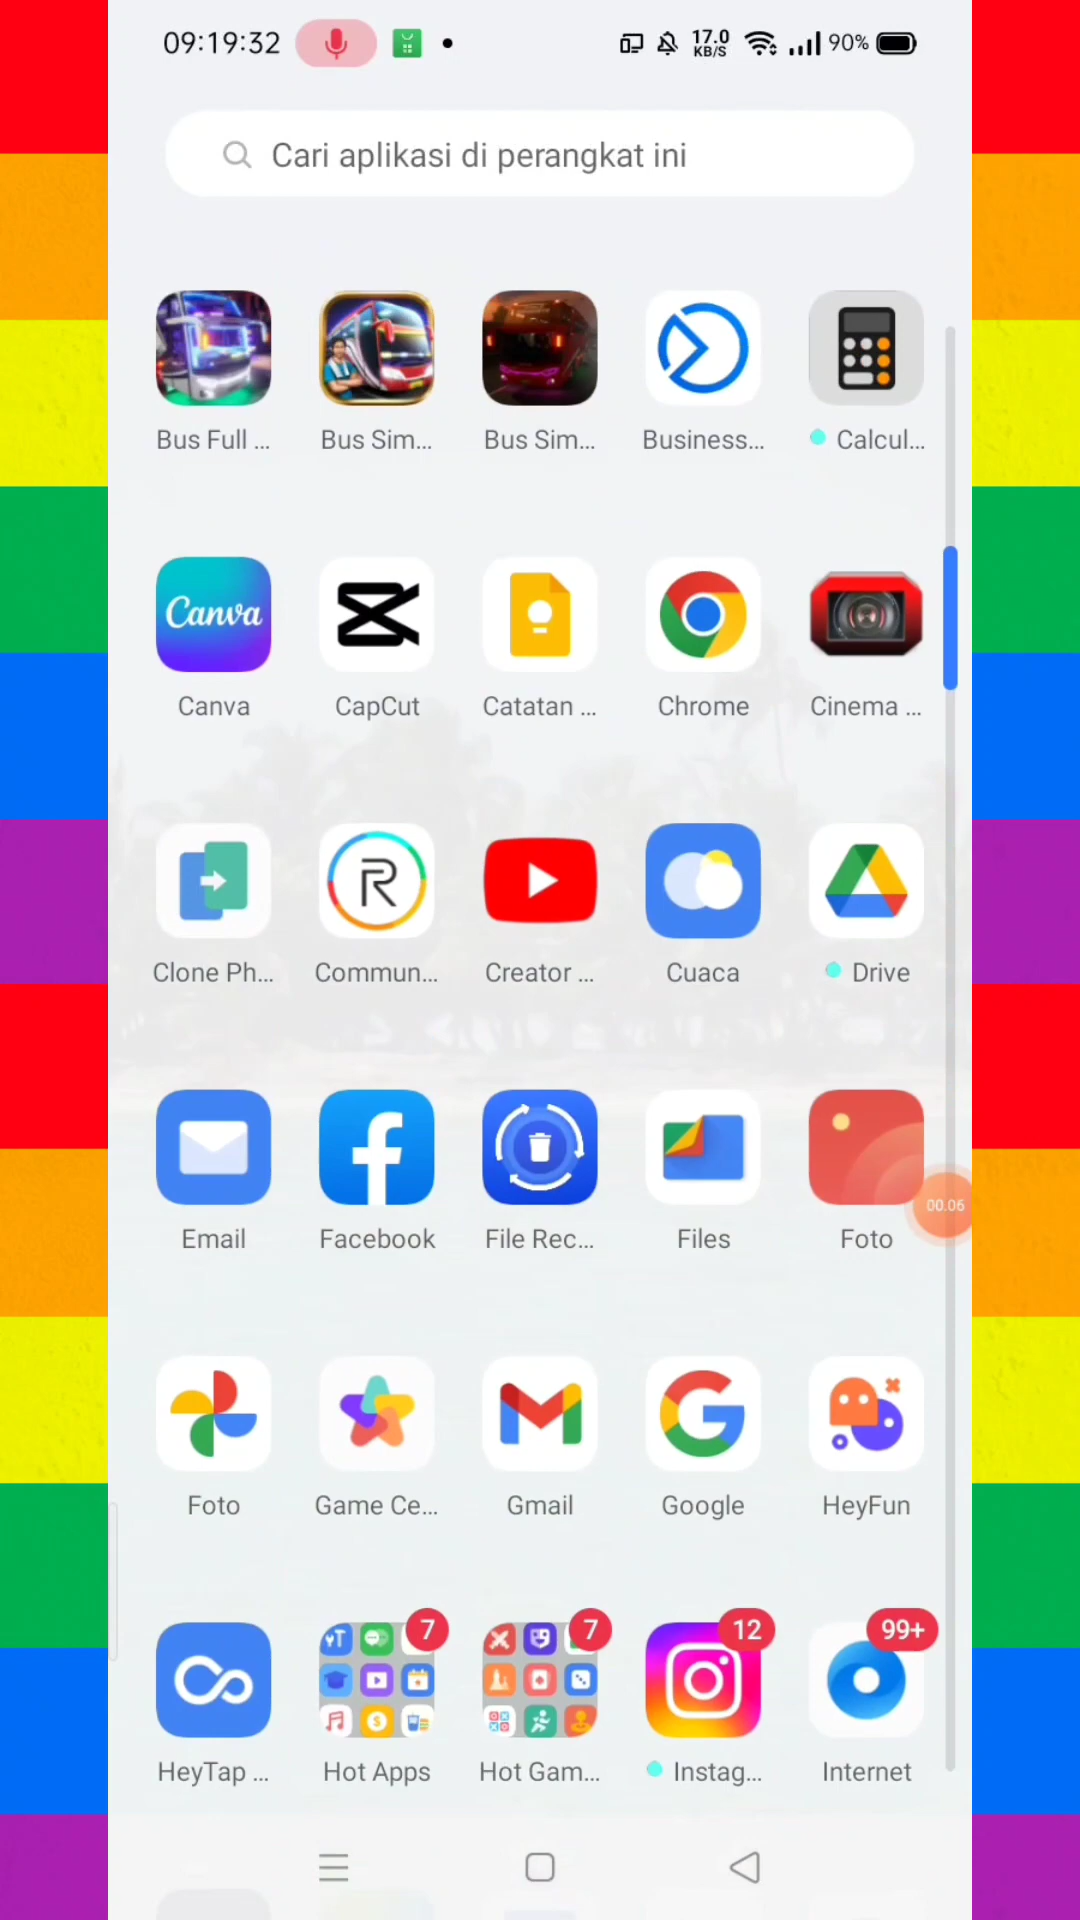 09:19:32
17.0
KB/S
90%
Cari aplikasi di perangkat ini
Bus Full ...
Bus Sim...
Bus Sim...
Business...
Calcul...
Canva
Canva
CapCut
Catatan ...
Chrome
Cinema ...
Clone Ph...
Commun...
Creator ...
Cuaca
Drive
Email
Facebook
File Rec...
Files
Foto
00.06
Foto
Game Ce...
Gmail
Google
HeyFun
7
7
12
99+
HeyTap ...
Hot Apps
Hot Gam...
Instag...
Internet